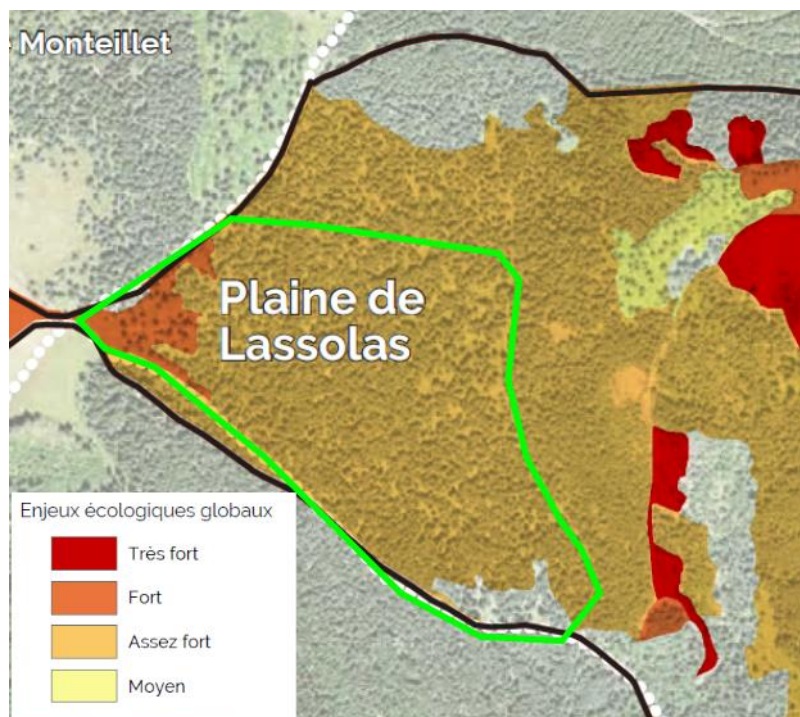 Monteillet
Plaine de
Lassolas
Enjeux écologiques globaux
Très fort
Fort
Assez fort
Moyen